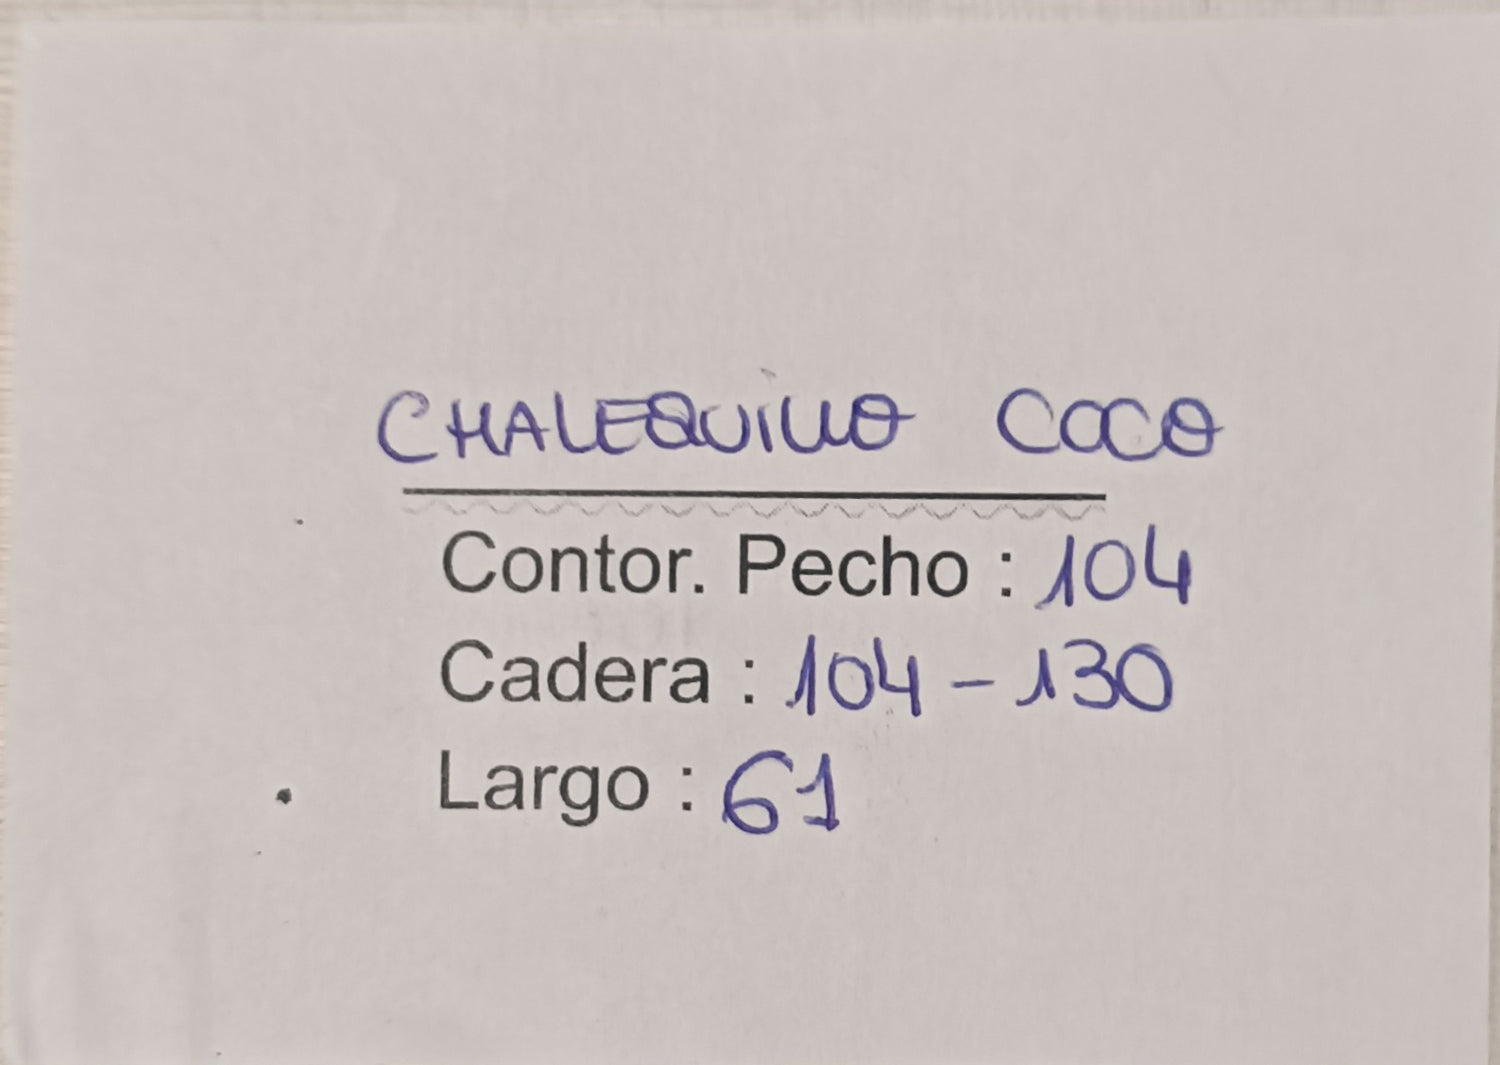 CHALEQUILLO COCO
Contor. Pecho : 104
Cadera : 104 - 130
Largo : 61